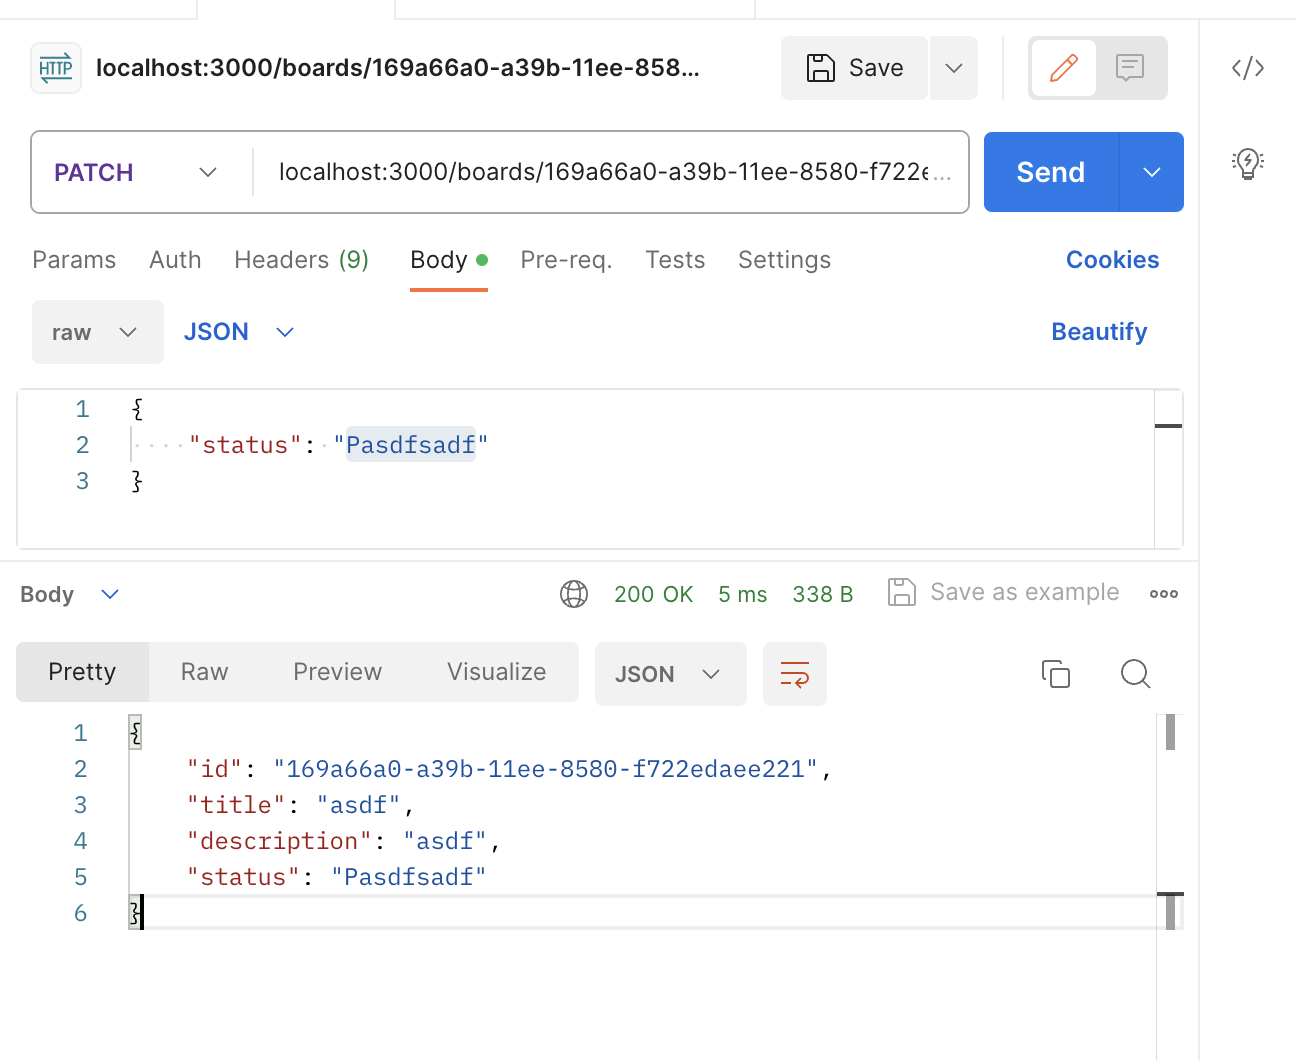 HTTP localhost:3000/boards/169a66a0-a39b-11ee-858... Save
PATCH localhost:3000/boards/169a66a0-a39b-11ee-8580-f722e... Send
Params Auth Headers (9) Body Pre-req. Tests Settings Cookies
raw JSON Beautify
1 {
2 "status": "Pasdfsadf"
3 }
Body 200 OK 5 ms 338 B Save as example
Pretty Raw Preview Visualize JSON
1 {
2 "id": "169a66a0-a39b-11ee-8580-f722edaee221",
3 "title": "asdf",
4 "description": "asdf",
5 "status": "Pasdfsadf"
6 }